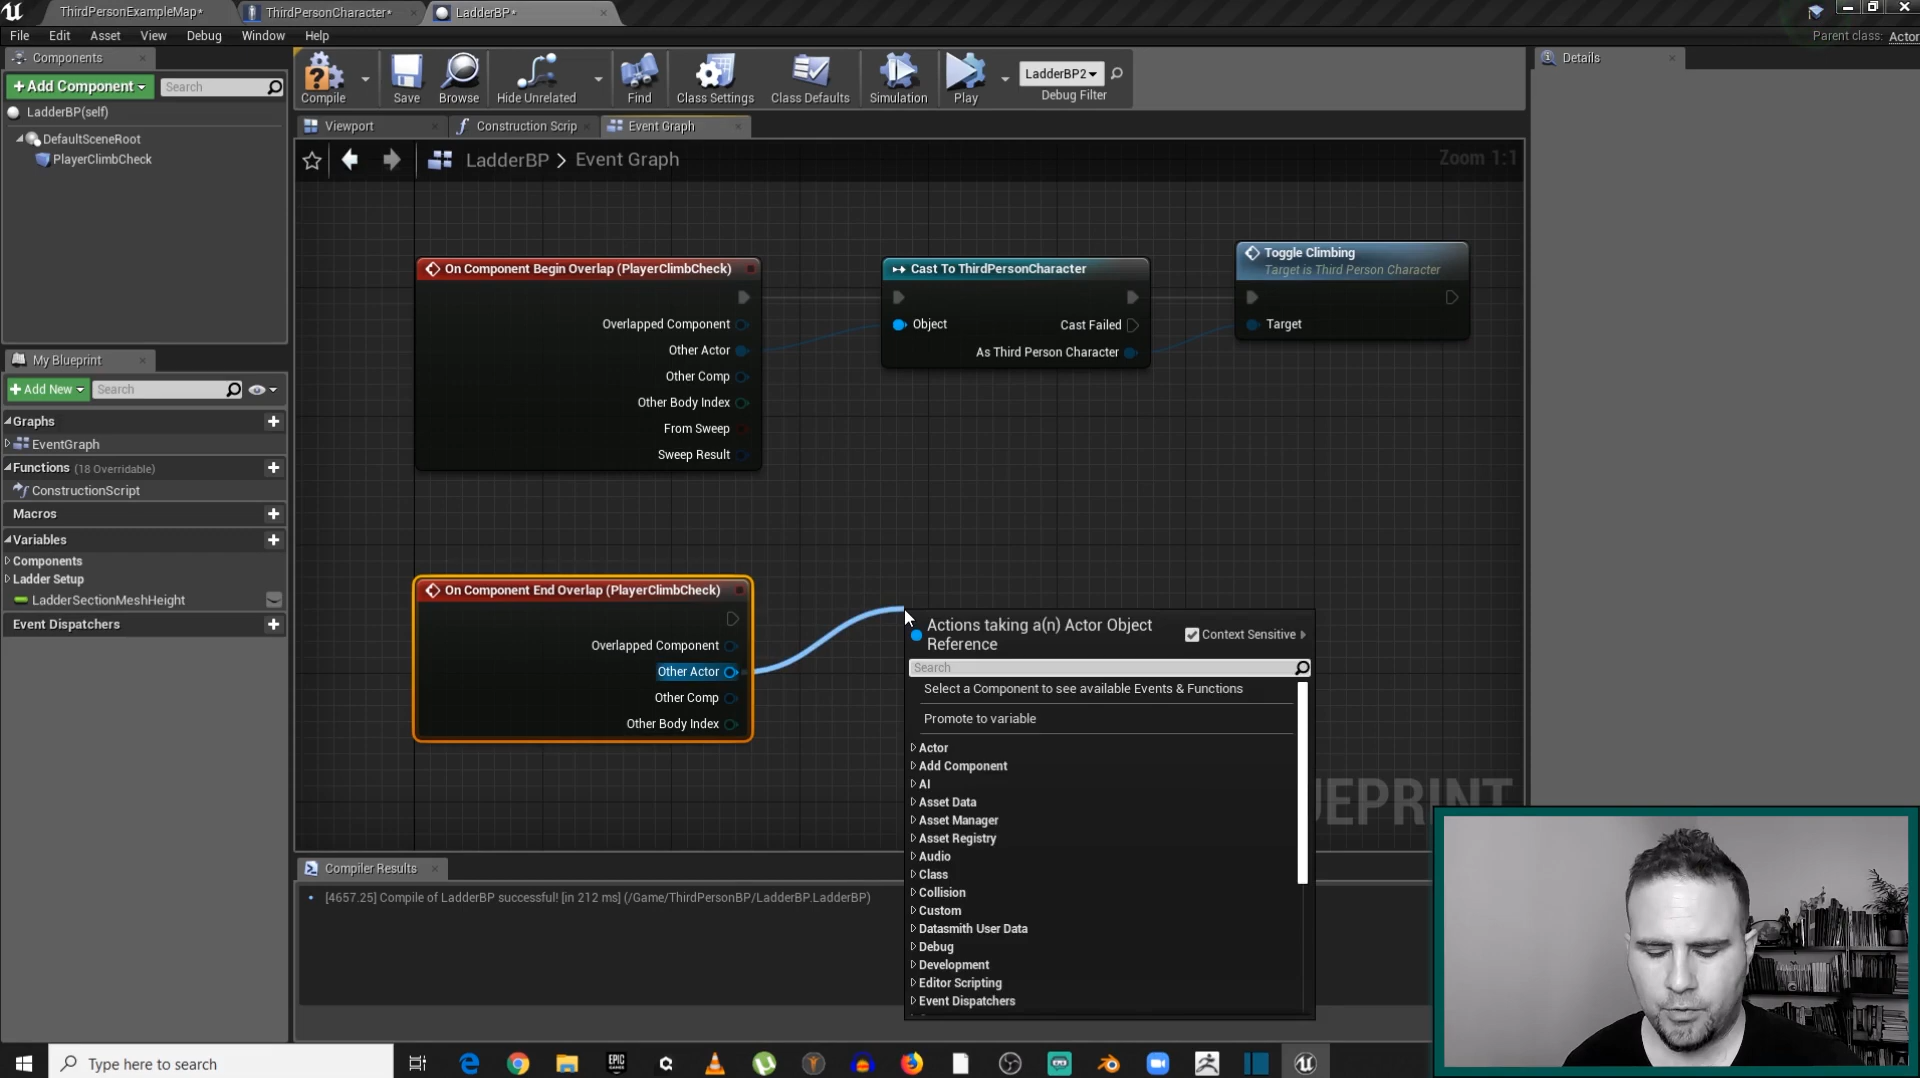 ThirdPersonExampleMap*
ThirdPersonCharacter*
LadderBP*
File Edit Asset View Debug Window Help
Parent class: Actor
Components
+Add Component
Search
LadderBP(self)
DefaultSceneRoot
PlayerClimbCheck
Compile
Save
Browse
Hide Unrelated
Find
Class Settings
Class Defaults
Simulation
Play
LadderBP2
Debug Filter
Details
Viewport
Construction Scrip
Event Graph
LadderBP > Event Graph
Zoom 1:1
On Component Begin Overlap (PlayerClimbCheck)
Overlapped Component
Other Actor
Other Comp
Other Body Index
From Sweep
Sweep Result
Cast To ThirdPersonCharacter
Object
Cast Failed
As Third Person Character
Toggle Climbing
Target is Third Person Character
Target
My Blueprint
+Add New
Search
Graphs
EventGraph
Functions (18 Overridable)
ConstructionScript
Macros
Variables
Components
Ladder Setup
LadderSectionMeshHeight
Event Dispatchers
On Component End Overlap (PlayerClimbCheck)
Overlapped Component
Other Actor
Other Comp
Other Body Index
Actions taking a(n) Actor Object
Reference
Context Sensitive
Search
Select a Component to see available Events & Functions
Promote to variable
Actor
Add Component
AI
Asset Data
Asset Manager
Asset Registry
Audio
Class
Collision
Custom
Datasmith User Data
Debug
Development
Editor Scripting
Event Dispatchers
UEPRINT
Compiler Results
[4657.25] Compile of LadderBP successful! [in 212 ms] (/Game/ThirdPersonBP/LadderBP.LadderBP)
Type here to search
EPIC
GAMES